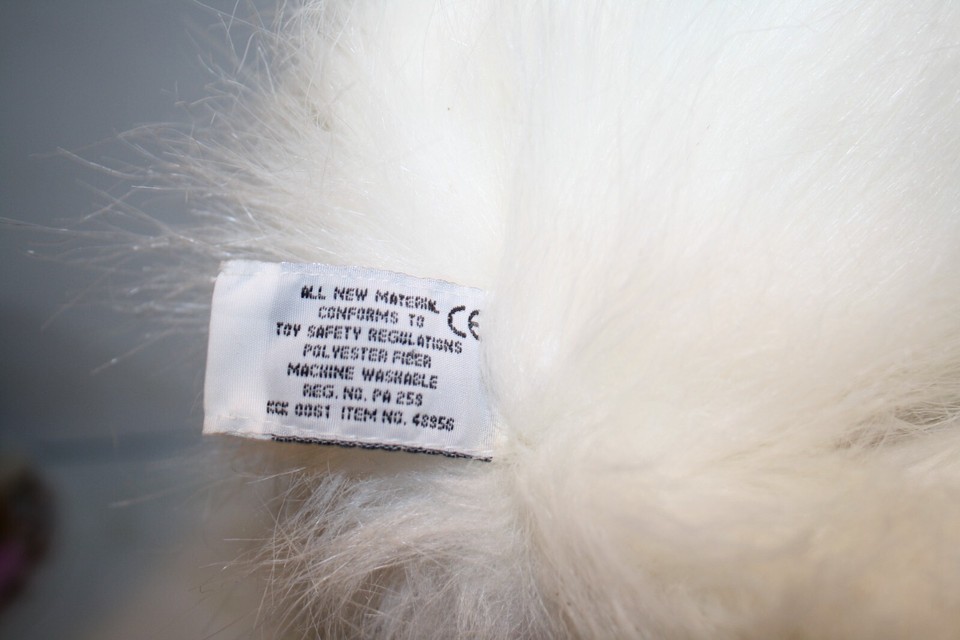 ALL NEW MATERIAL
CE
CONFORMS TO
TOY SAFETY REGULATIONS
POLYESTER FIBER
MACHINE WASHABLE
REG. NO. PA 259
KCK 0061 ITEM NO. 48956